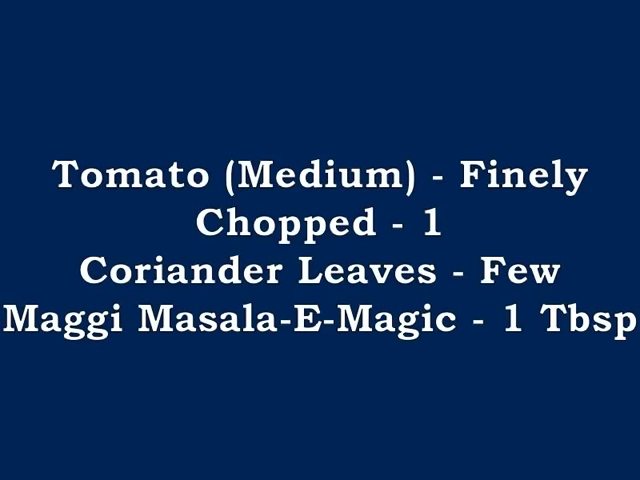 Tomato (Medium) - Finely
Chopped - 1
Coriander Leaves - Few
Maggi Masala-E-Magic - 1 Tbsp